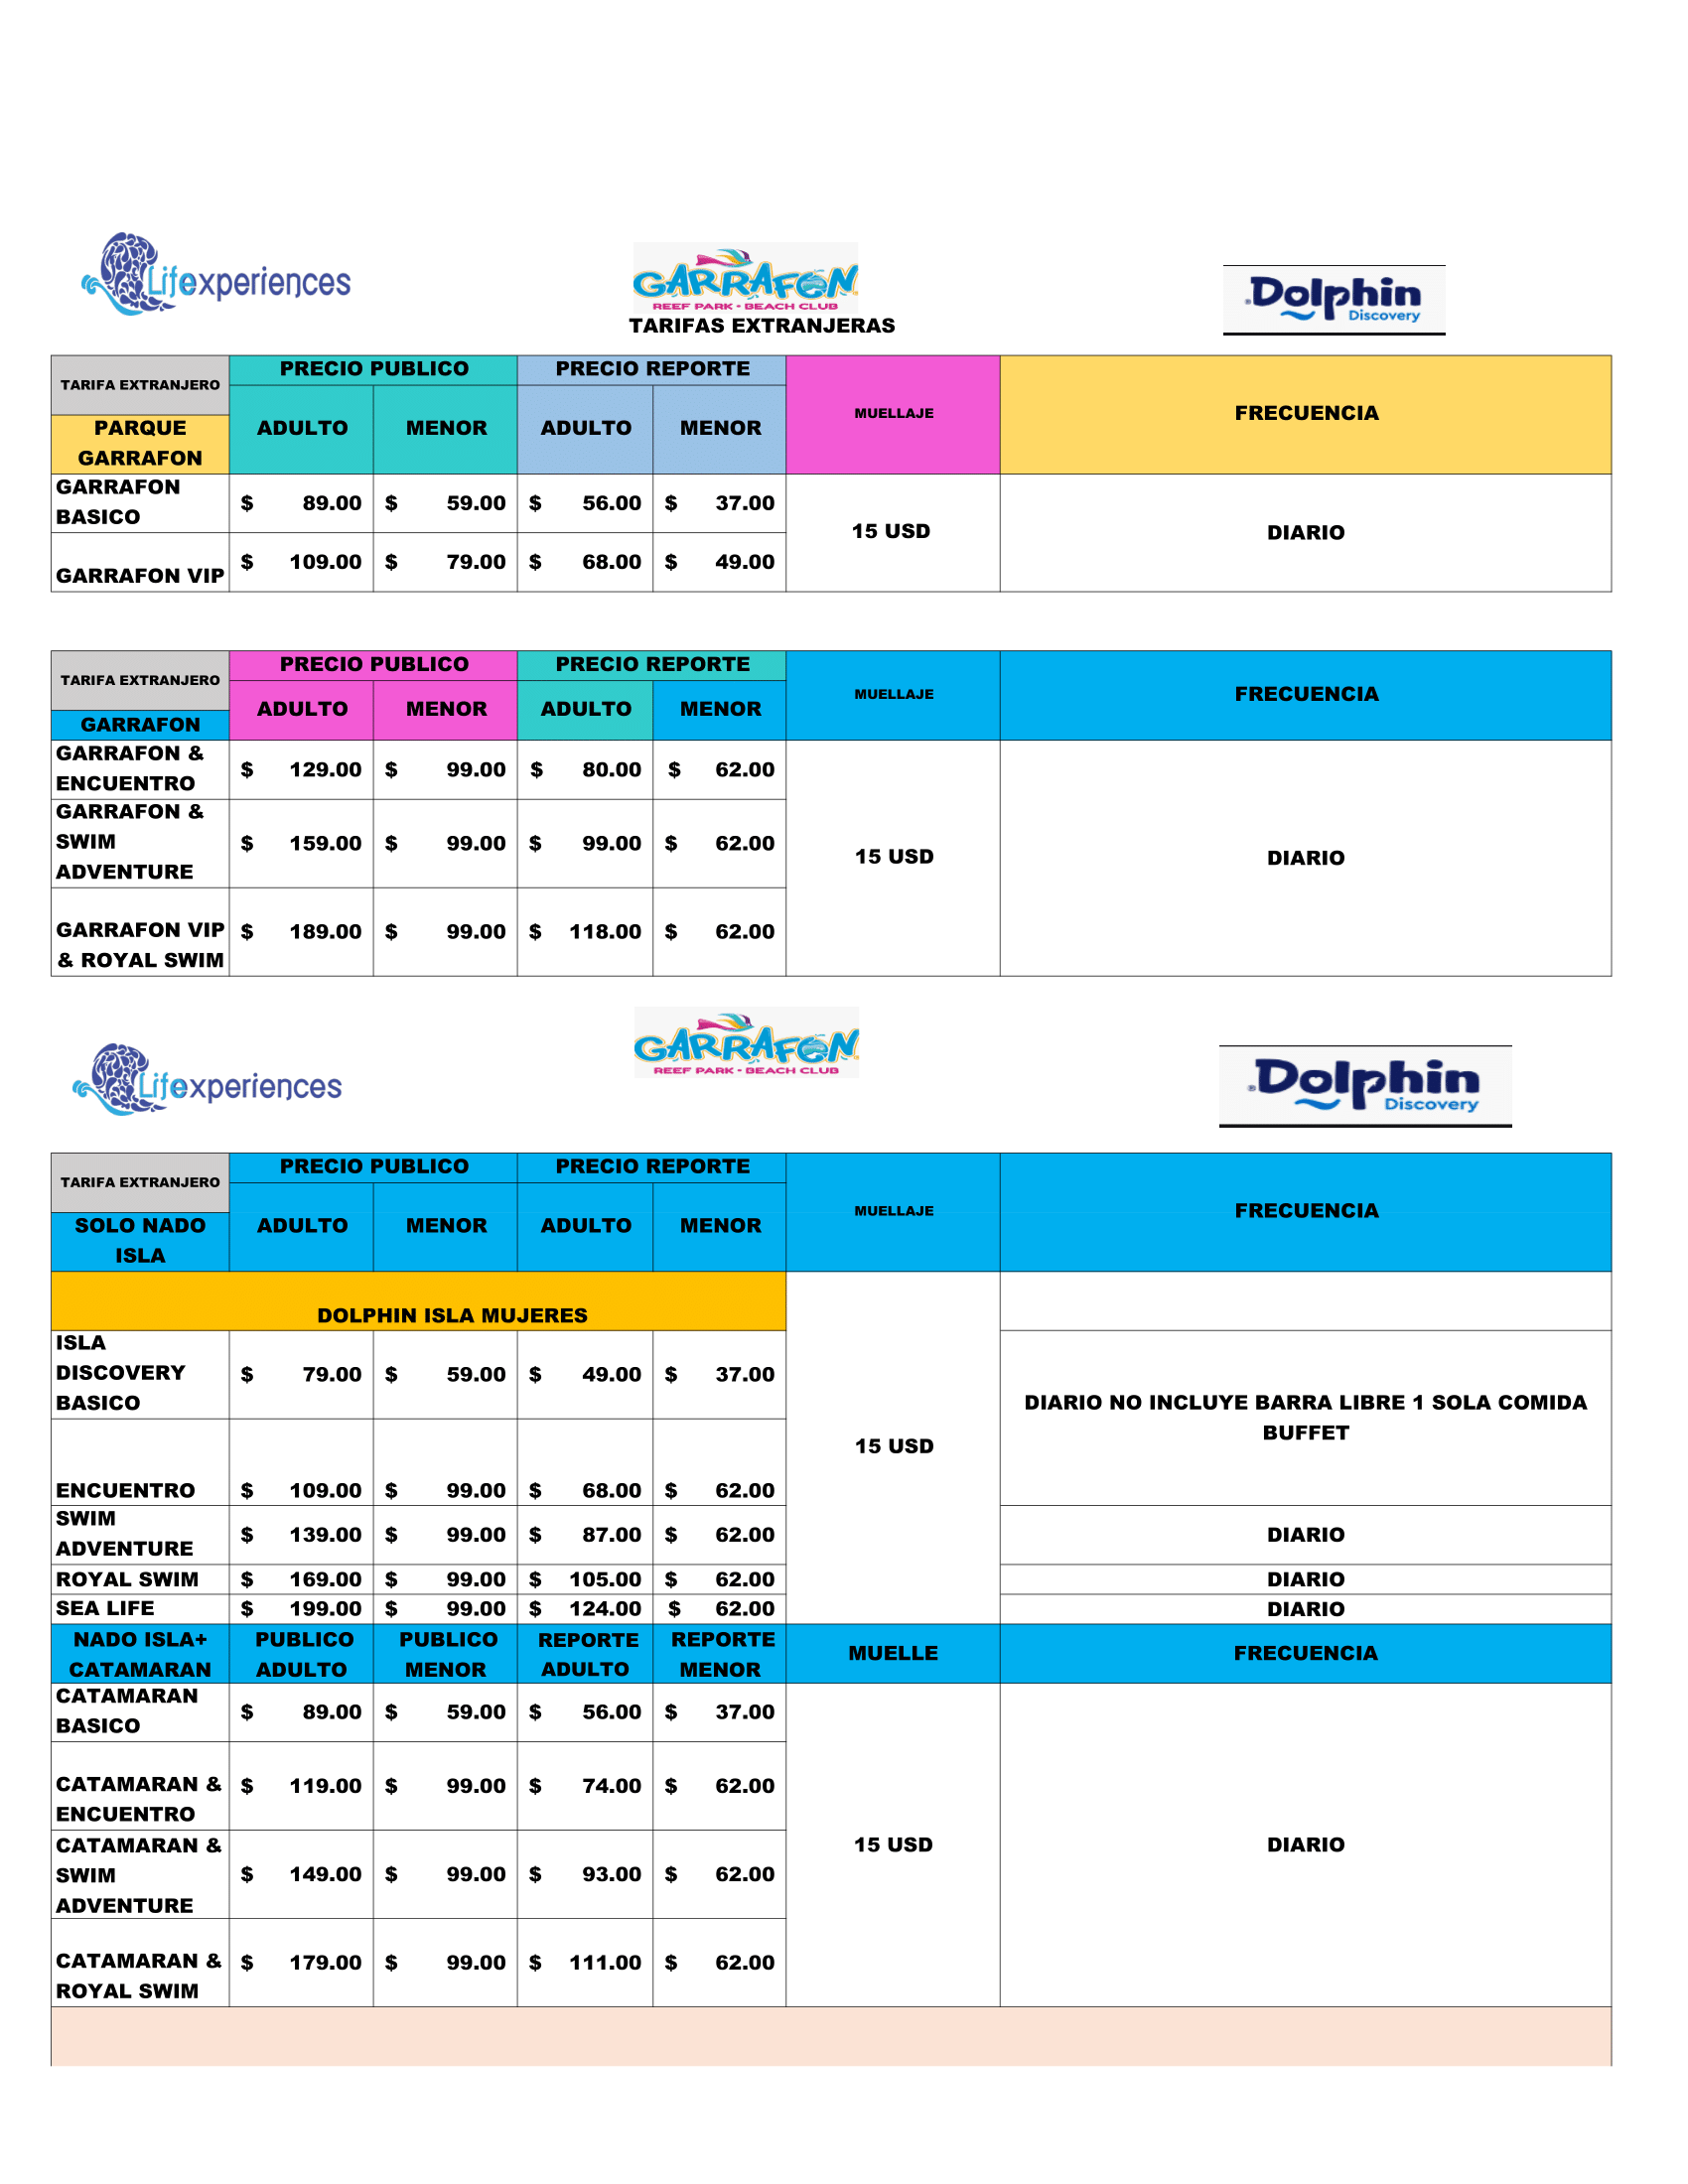 Lifexperiences
GARRAFON
REEF PARK • BEACH CLUB
Dolphin
Discovery
TARIFAS EXTRANJERAS
TARIFA EXTRANJERO
PRECIO PUBLICO
PRECIO REPORTE
MUELLAJE
FRECUENCIA
PARQUE
GARRAFON
ADULTO
MENOR
ADULTO
MENOR
GARRAFON
BASICO
$ 89.00 $ 59.00 $ 56.00 $ 37.00
15 USD
DIARIO
GARRAFON VIP
$ 109.00 $ 79.00 $ 68.00 $ 49.00
TARIFA EXTRANJERO
PRECIO PUBLICO
PRECIO REPORTE
MUELLAJE
FRECUENCIA
GARRAFON
ADULTO
MENOR
ADULTO
MENOR
GARRAFON &
ENCUENTRO
$ 129.00 $ 99.00 $ 80.00 $ 62.00
GARRAFON &
SWIM
ADVENTURE
$ 159.00 $ 99.00 $ 99.00 $ 62.00
15 USD
DIARIO
GARRAFON VIP
& ROYAL SWIM
$ 189.00 $ 99.00 $ 118.00 $ 62.00
Lifexperiences
GARRAFON
REEF PARK • BEACH CLUB
Dolphin
Discovery
TARIFA EXTRANJERO
PRECIO PUBLICO
PRECIO REPORTE
MUELLAJE
FRECUENCIA
SOLO NADO
ISLA
ADULTO
MENOR
ADULTO
MENOR
DOLPHIN ISLA MUJERES
ISLA
DISCOVERY
BASICO
$ 79.00 $ 59.00 $ 49.00 $ 37.00
15 USD
DIARIO NO INCLUYE BARRA LIBRE 1 SOLA COMIDA
BUFFET
ENCUENTRO $ 109.00 $ 99.00 $ 68.00 $ 62.00
SWIM
ADVENTURE
$ 139.00 $ 99.00 $ 87.00 $ 62.00
DIARIO
ROYAL SWIM $ 169.00 $ 99.00 $ 105.00 $ 62.00 DIARIO
SEA LIFE $ 199.00 $ 99.00 $ 124.00 $ 62.00 DIARIO
NADO ISLA+
CATAMARAN
PUBLICO
ADULTO
PUBLICO
MENOR
REPORTE
ADULTO
REPORTE
MENOR
MUELLE
FRECUENCIA
CATAMARAN
BASICO
$ 89.00 $ 59.00 $ 56.00 $ 37.00
CATAMARAN &
ENCUENTRO
$ 119.00 $ 99.00 $ 74.00 $ 62.00
15 USD
DIARIO
CATAMARAN &
SWIM
ADVENTURE
$ 149.00 $ 99.00 $ 93.00 $ 62.00
CATAMARAN &
ROYAL SWIM
$ 179.00 $ 99.00 $ 111.00 $ 62.00